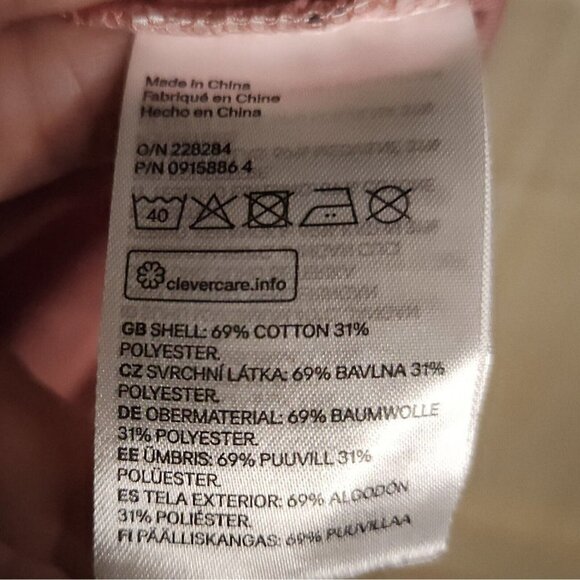 Made in China
Fabriqué en Chine
Hecho en China
O/N 228284
P/N 0915886 4
40
clevercare.info
GB SHELL: 69% COTTON 31%
POLYESTER.
CZ SVRCHNÍ LÁTKA: 69% BAVLNA 31%
POLYESTER.
DE OBERMATERIAL: 69% BAUMWOLLE
31% POLYESTER.
EE ÜMBRIS: 69% PUUVILL 31%
POLÜESTER.
ES TELA EXTERIOR: 69% ALGODÓN
31% POLIÉSTER.
FI PÄÄLLISKANGAS: 69% PUUVILLAA